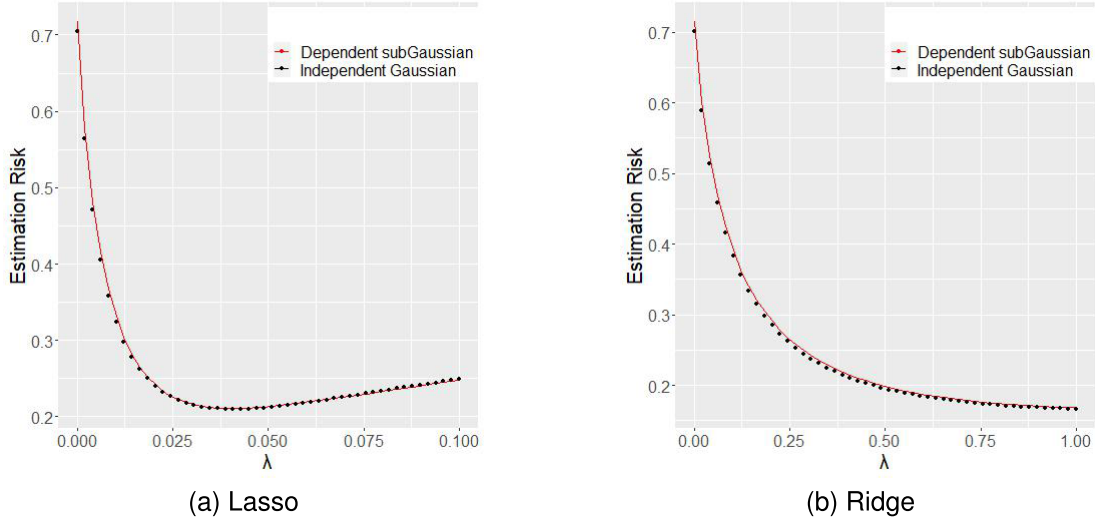 0.7
0.6
0.5
0.4
0.3
0.2
Estimation Risk
Dependent subGaussian
Independent Gaussian
0.000 0.025 0.050 0.075 0.100
λ
(a) Lasso
0.7
0.6
0.5
0.4
0.3
0.2
Estimation Risk
Dependent subGaussian
Independent Gaussian
0.00 0.25 0.50 0.75 1.00
λ
(b) Ridge